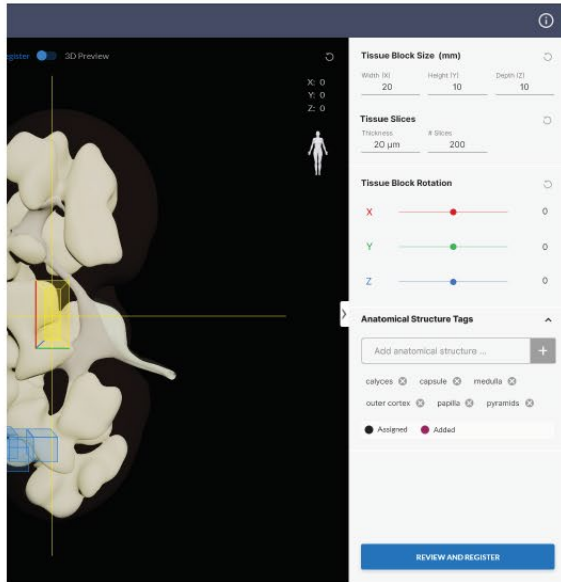 Register 3D Preview
X: 0
Y: 0
Z: 0
Tissue Block Size (mm)
Width (X) Height (Y) Depth (Z)
20 10 10
Tissue Slices
Thickness # Slices
20 µm 200
Tissue Block Rotation
X 0
Y 0
Z 0
Anatomical Structure Tags
Add anatomical structure ...
calyces capsule medulla
outer cortex papilla pyramids
Assigned Added
REVIEW AND REGISTER